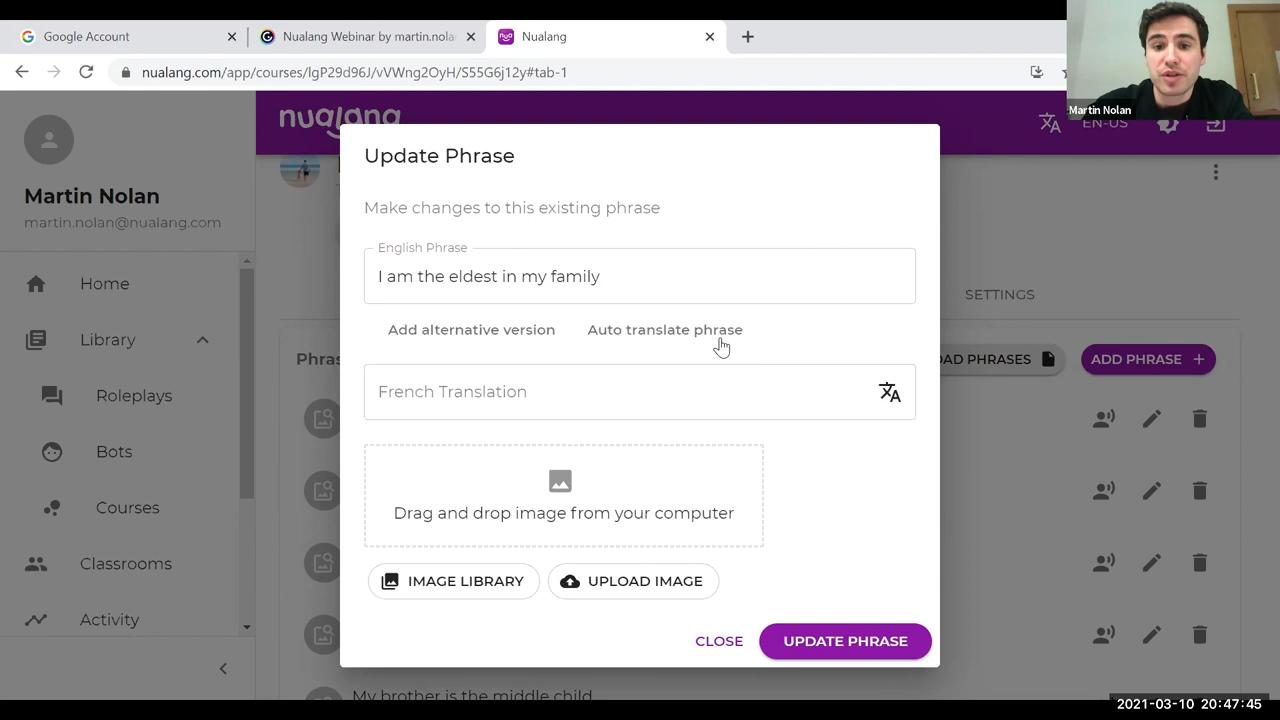 Google Account
Nualang Webinar by martin.nola
Nualang
nualang.com/app/courses/lgP29d96J/vVWng2OyH/S55G6j12y#tab-1
Martin Nolan
nualang
EN-US
Martin Nolan
martin.nolan@nualang.com
Home
Library
Roleplays
Bots
Courses
Classrooms
Activity
Update Phrase
Make changes to this existing phrase
English Phrase
I am the eldest in my family
Add alternative version
Auto translate phrase
French Translation
Drag and drop image from your computer
IMAGE LIBRARY
UPLOAD IMAGE
CLOSE
UPDATE PHRASE
SETTINGS
Phras
AD PHRASES
ADD PHRASE +
My brother is the middle child
2021-03-10 20:47:45